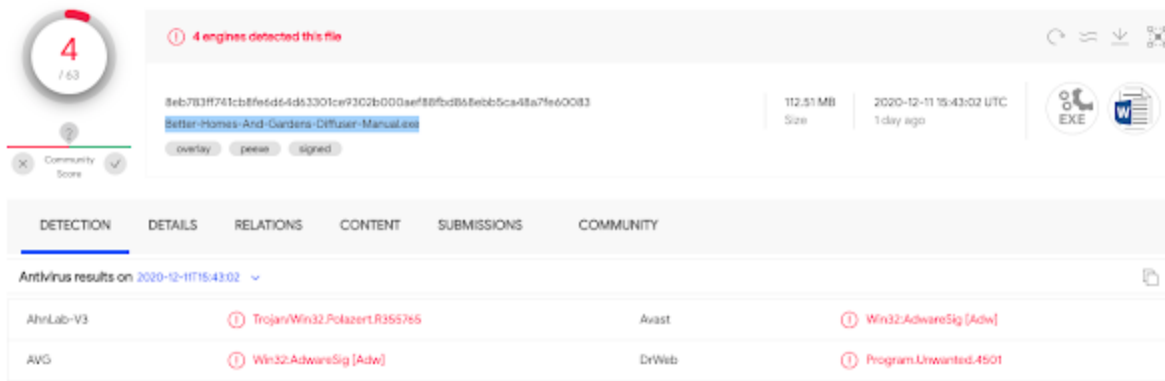 4
/ 63
4 engines detected this file
8eb783ff741cb8fe6d64d63301ce9302b000aef88fbd868ebb5ca48a7fe60083
Better-Homes-And-Gardens-Diffuser-Manual.exe
overlay peexe signed
112.51 MB
Size
2020-12-11 15:43:02 UTC
1 day ago
EXE
W
?
Community
Score
DETECTION DETAILS RELATIONS CONTENT SUBMISSIONS COMMUNITY
Antivirus results on 2020-12-11T15:43:02
AhnLab-V3 Trojan/Win32.Polazert.R355765 Avast Win32:AdwareSig [Adw]
AVG Win32:AdwareSig [Adw] DrWeb Program.Unwanted.4501